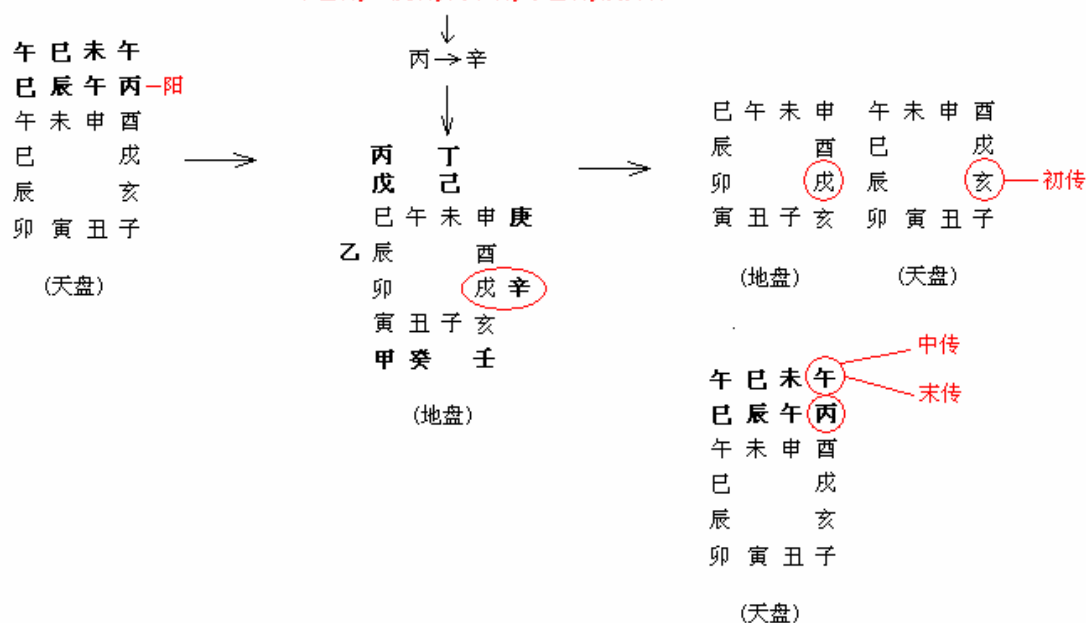 丙→辛
午 巳 未 午
巳 辰 午 丙 一阳
午 未 申 酉
巳 戌
辰 亥
卯 寅 丑 子
(天盘)
丙 丁
戊 己
巳 午 未 申 庚
乙 辰 酉
卯 戌 辛
寅 丑 子 亥
甲 癸 壬
(地盘)
巳 午 未 申
辰 酉
卯 戌
寅 丑 子 亥
(地盘)
午 未 申 酉
巳 戌
辰 亥 初传
卯 寅 丑 子
(天盘)
中传
午 巳 未 午
末传
巳 辰 午 丙
午 未 申 酉
巳 戌
辰 亥
卯 寅 丑 子
(天盘)